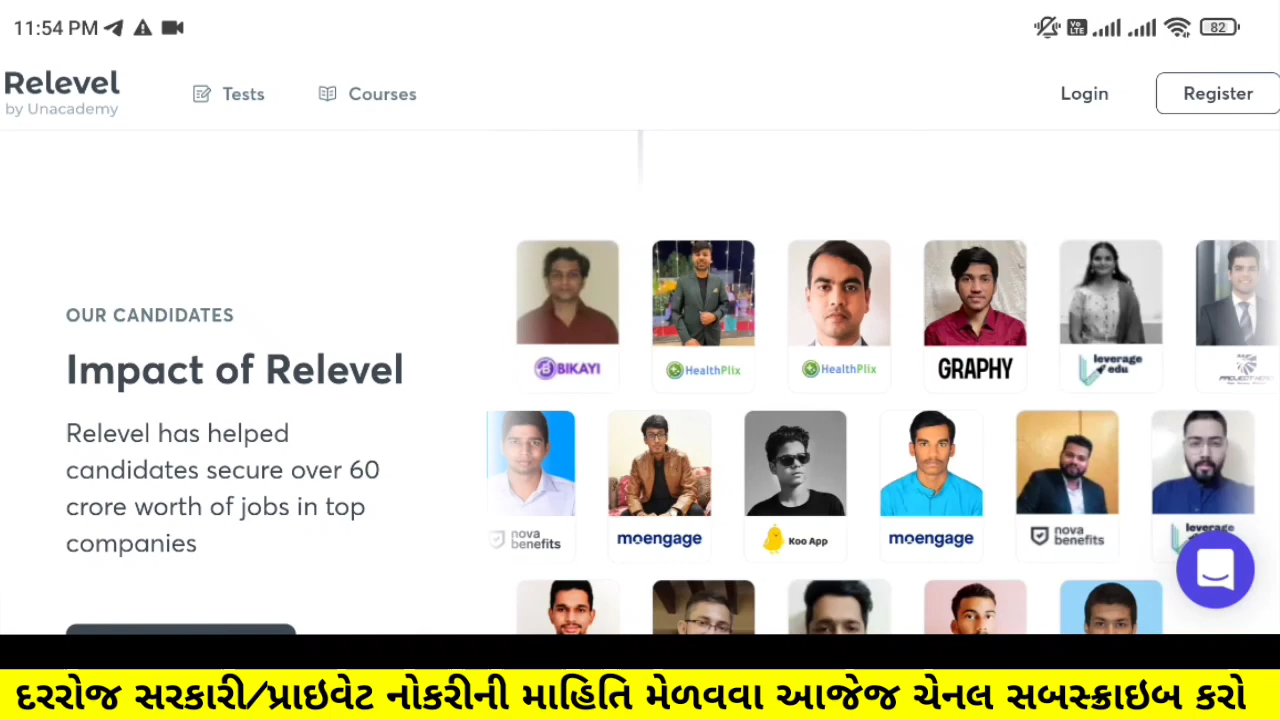 11:54 PM
Vo LTE
82
Relevel
by Unacademy
Tests
Courses
Login
Register
OUR CANDIDATES
Impact of Relevel
Relevel has helped
candidates secure over 60
crore worth of jobs in top
companies
BIKAYI
HealthPlix
HealthPlix
GRAPHY
leverage
edu
nova
benefits
moengage
Koo App
moengage
nova
benefits
leverage
દરરોજ સરકારી/પ્રાઇવેટ નોકરીની માહિતિ મેળવવા આજેજ ચેનલ સબસ્ક્રાઇબ કરો